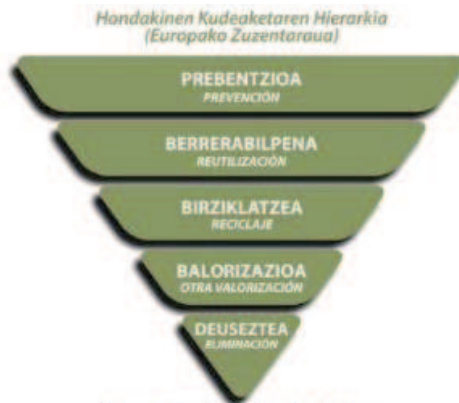 Hondakinen Kudeaketaren Hierarkia
(Europako Zuzentaraua)
PREBENTZIOA
PREVENCIÓN
BERRERABILPENA
REUTILIZACIÓN
BIRZIKLATZEA
RECICLAJE
BALORIZAZIOA
OTRA VALORIZACIÓN
DEUSEZTEA
ELIMINACIÓN